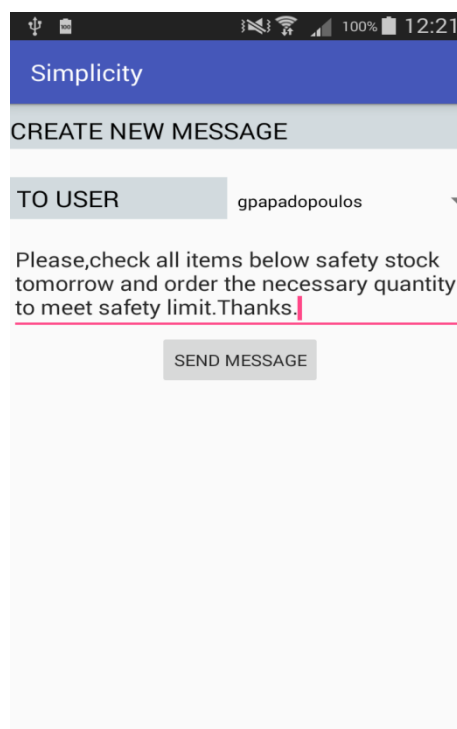 100% 12:21
Simplicity
CREATE NEW MESSAGE
TO USER gpapadopoulos
Please,check all items below safety stock
tomorrow and order the necessary quantity
to meet safety limit.Thanks.
SEND MESSAGE